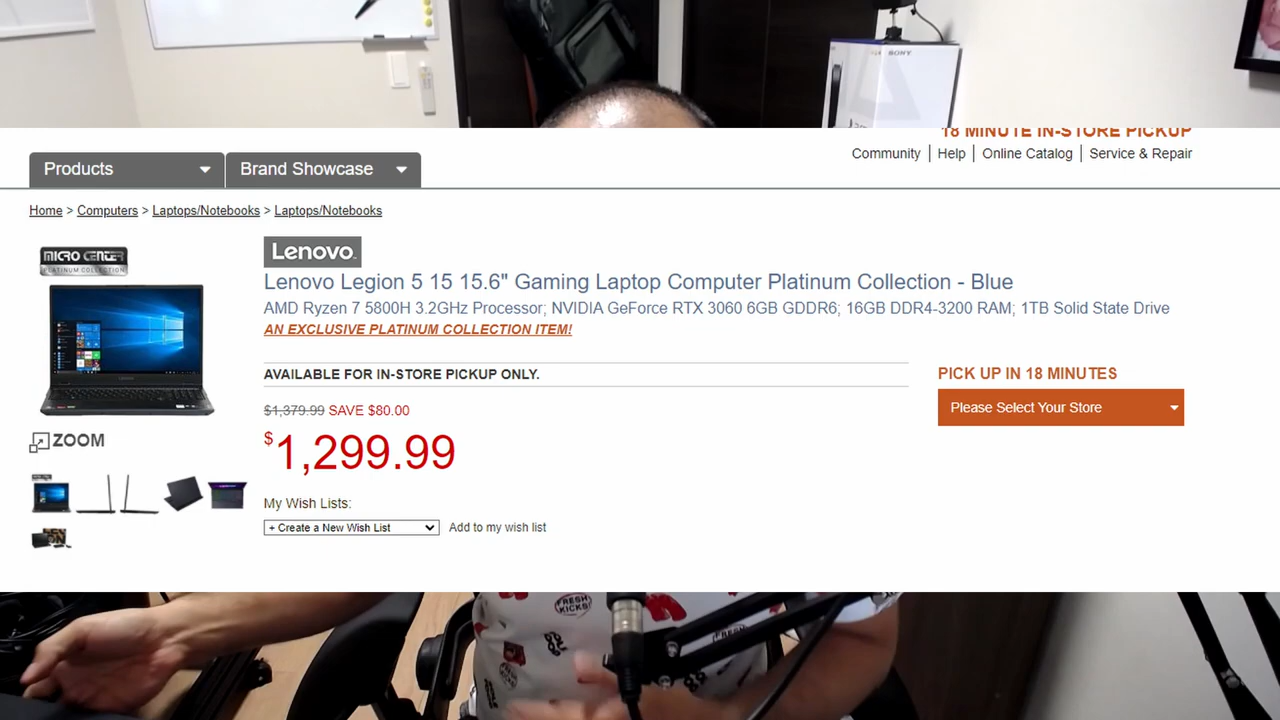 SONY
18 MINUTE IN-STORE PICKUP
Community | Help | Online Catalog | Service & Repair
Products
Brand Showcase
Home > Computers > Laptops/Notebooks > Laptops/Notebooks
MICRO CENTER
PLATINUM COLLECTION
Lenovo.
Lenovo Legion 5 15 15.6" Gaming Laptop Computer Platinum Collection - Blue
AMD Ryzen 7 5800H 3.2GHz Processor; NVIDIA GeForce RTX 3060 6GB GDDR6; 16GB DDR4-3200 RAM; 1TB Solid State Drive
AN EXCLUSIVE PLATINUM COLLECTION ITEM!
AVAILABLE FOR IN-STORE PICKUP ONLY.
PICK UP IN 18 MINUTES
Please Select Your Store
$1,379.99 SAVE $80.00
$1,299.99
ZOOM
My Wish Lists:
+ Create a New Wish List
Add to my wish list
FRESH
KICKS!
FRESH